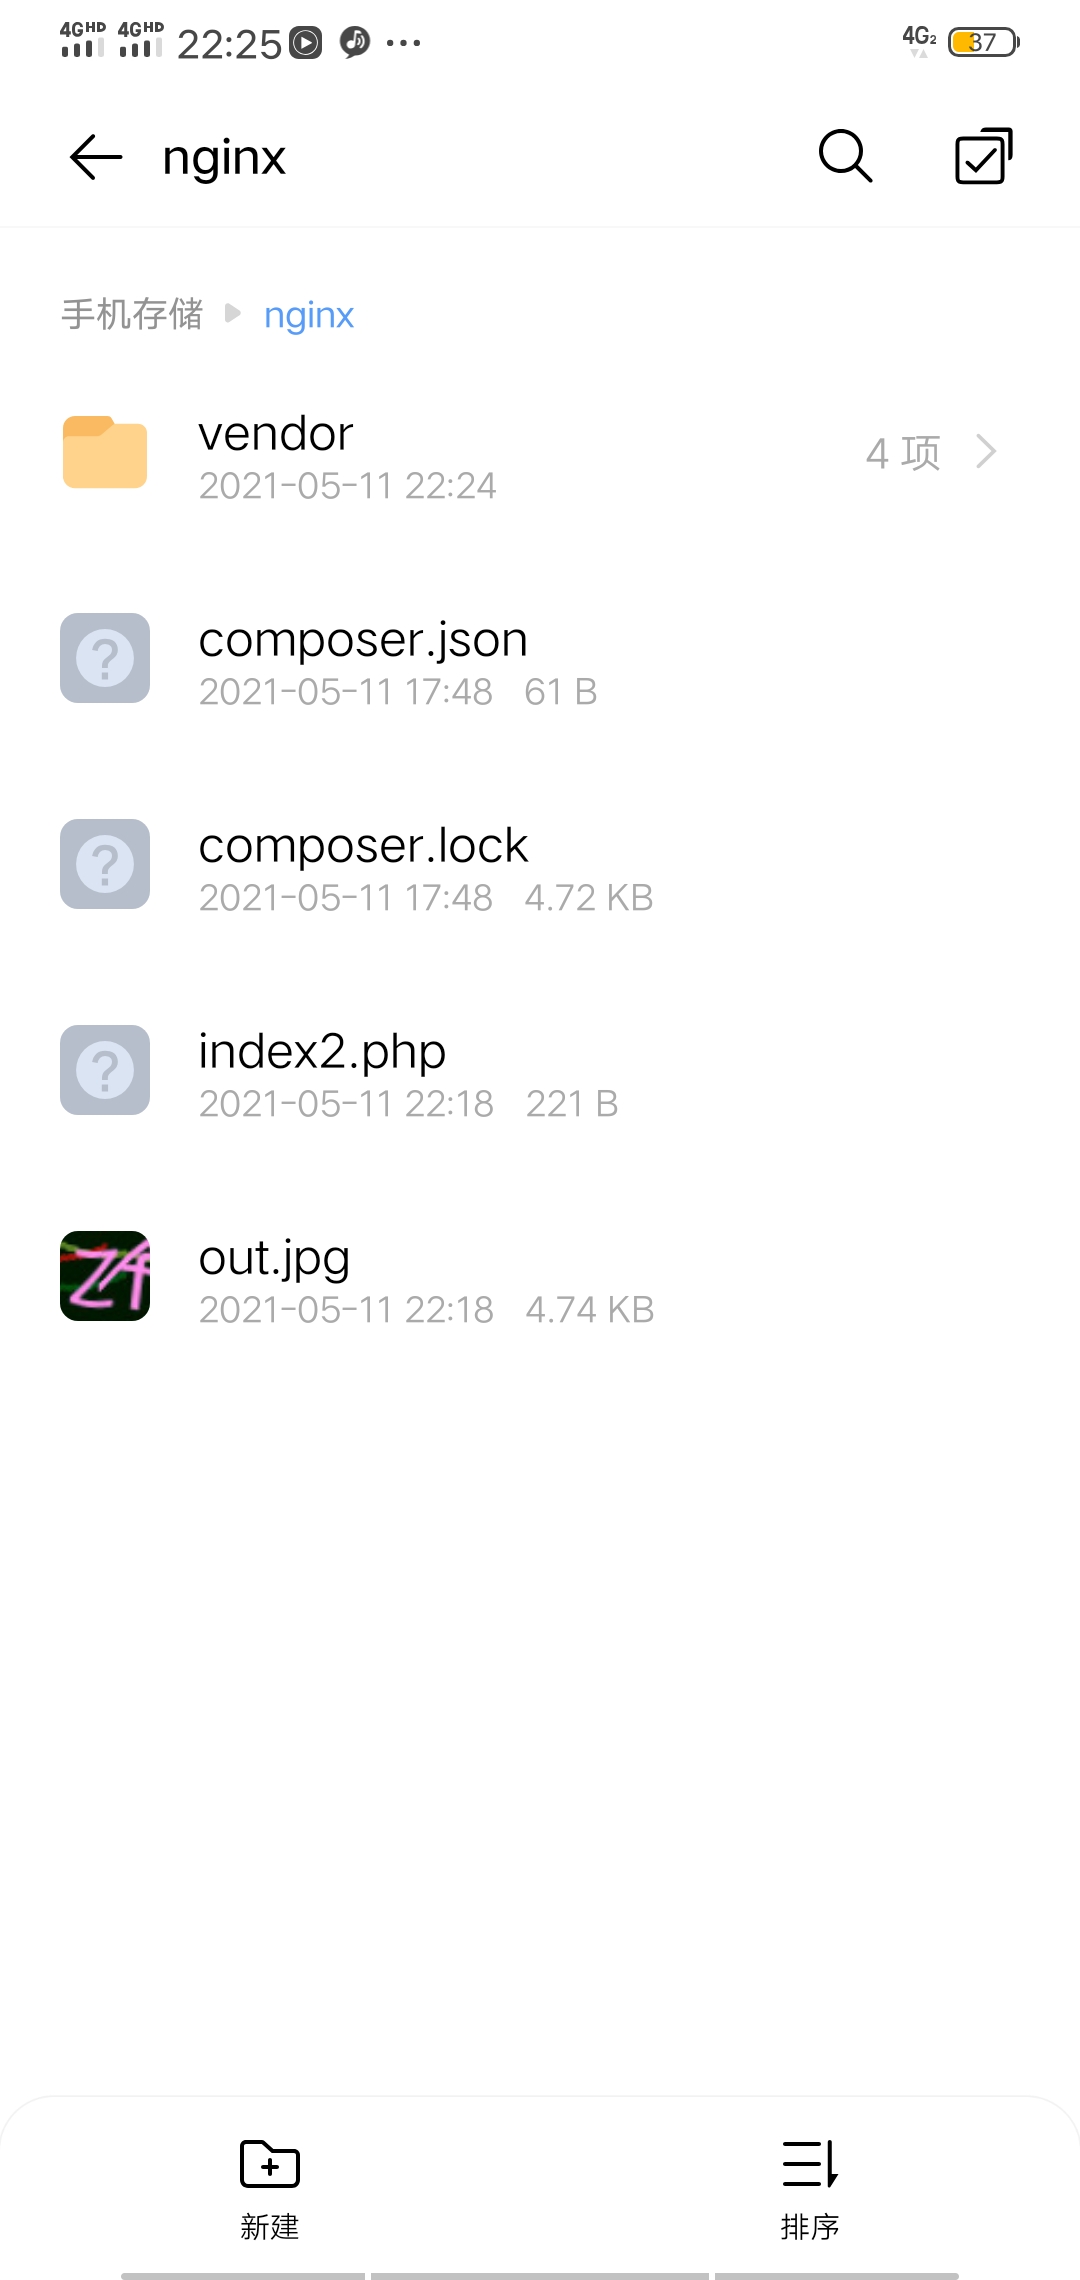 4GHD 4GHD 22:25 ••• 4G2 37
nginx
手机存储 nginx
vendor
2021-05-11 22:24
4 项
composer.json
2021-05-11 17:48 61 B
composer.lock
2021-05-11 17:48 4.72 KB
index2.php
2021-05-11 22:18 221 B
out.jpg
2021-05-11 22:18 4.74 KB
新建 排序